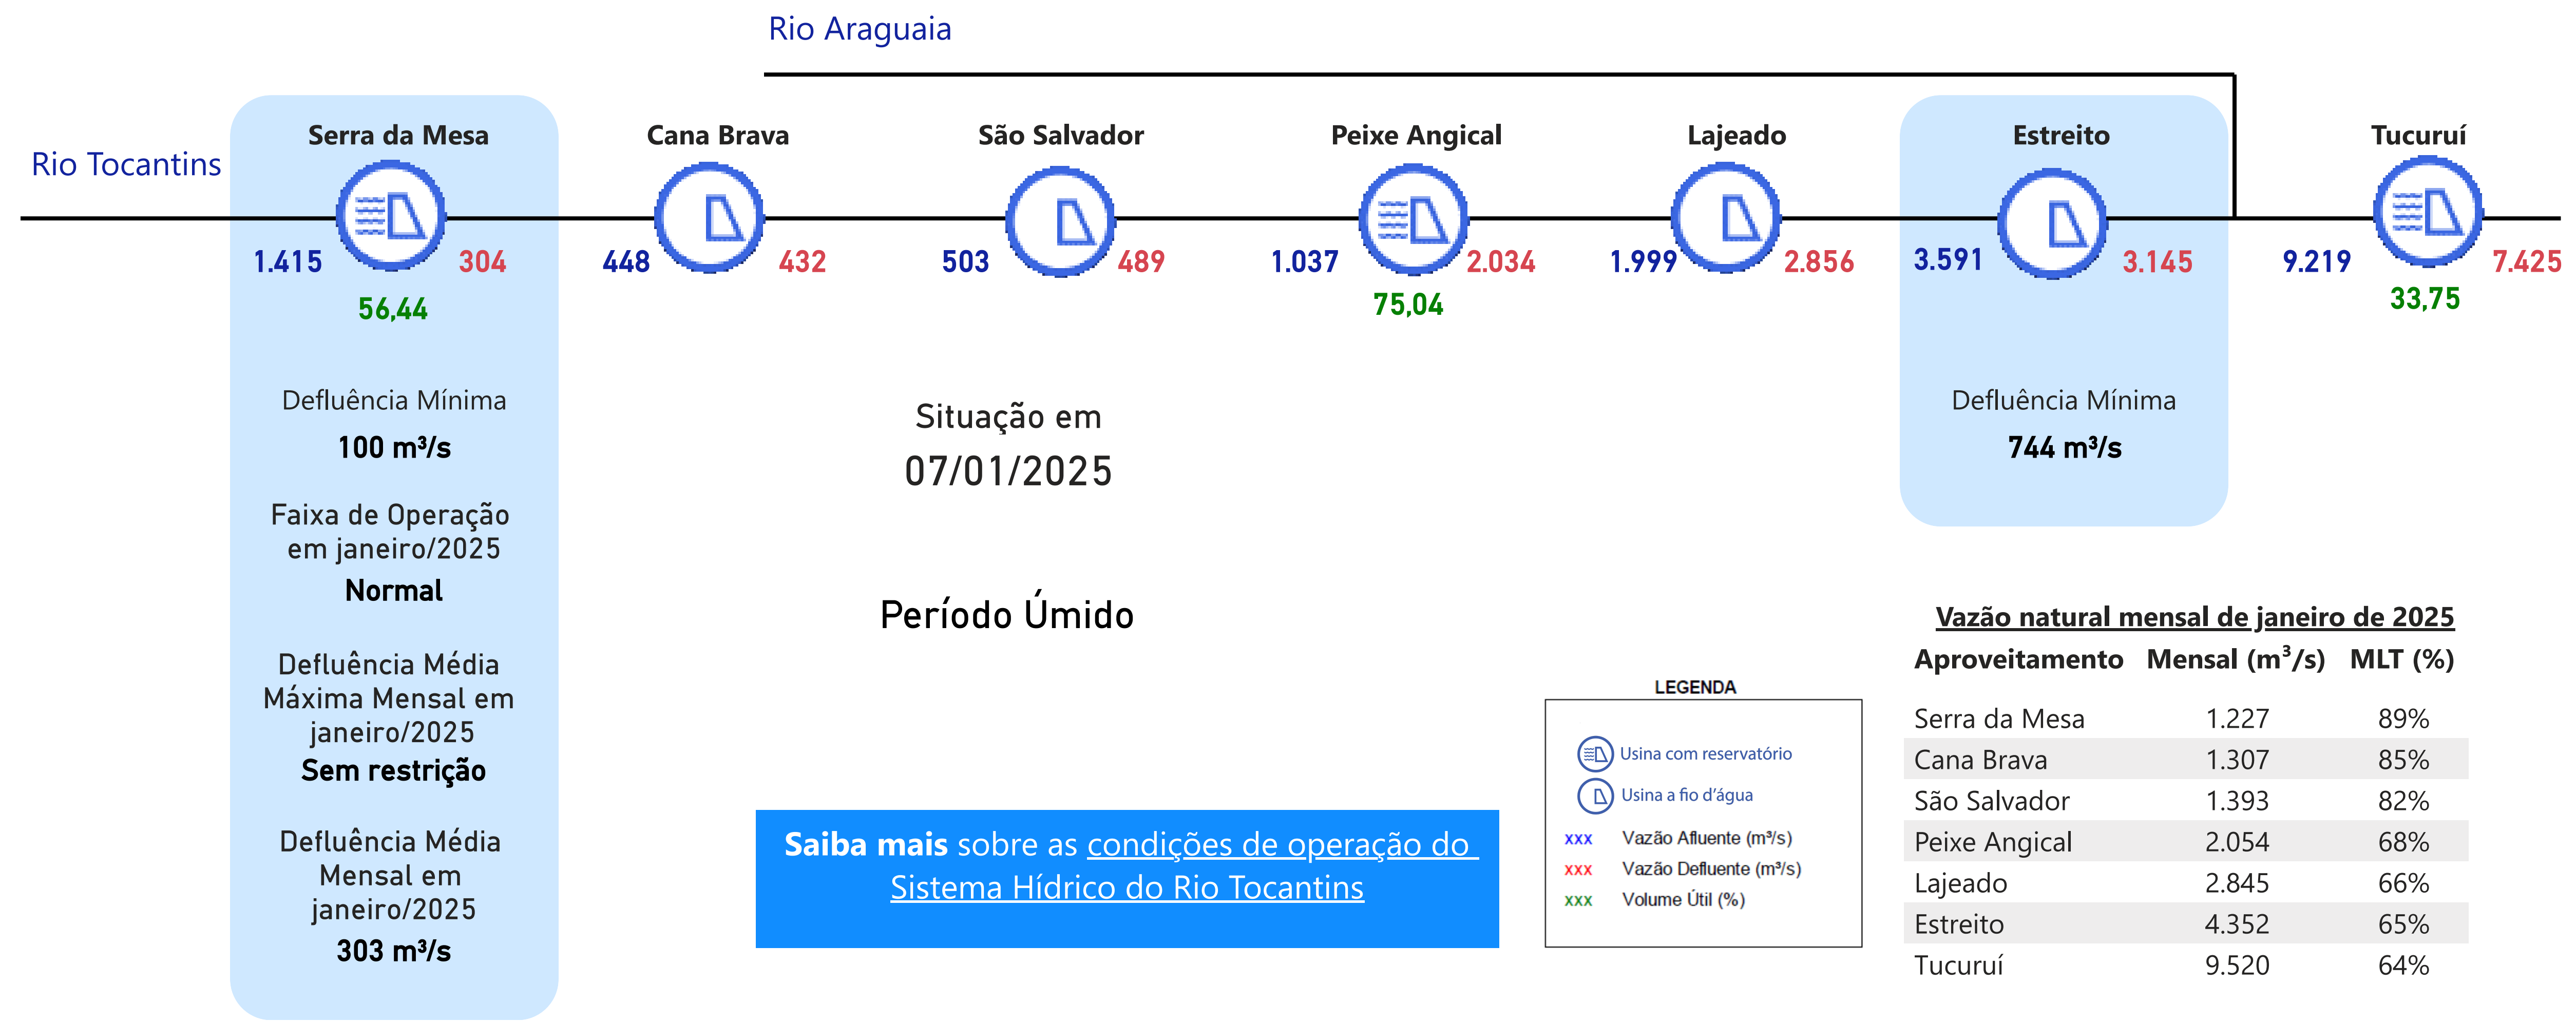 Rio Araguaia
Rio Tocantins
Serra da Mesa
1.415
304
56,44
Cana Brava
448
432
São Salvador
503
489
Peixe Angical
1.037
2.034
75,04
Lajeado
1.999
2.856
Estreito
3.591
3.145
Tucuruí
9.219
7.425
33,75
Defluência Mínima
100 m³/s
Faixa de Operação
em janeiro/2025
Normal
Defluência Média
Máxima Mensal em
janeiro/2025
Sem restrição
Defluência Média
Mensal em
janeiro/2025
303 m³/s
Situação em
07/01/2025
Período Úmido
Defluência Mínima
744 m³/s
Saiba mais sobre as condições de operação do
Sistema Hídrico do Rio Tocantins
LEGENDA
Usina com reservatório
Usina a fio d'água
xxx Vazão Afluente (m³/s)
xxx Vazão Defluente (m³/s)
xxx Volume Útil (%)
Vazão natural mensal de janeiro de 2025
Aproveitamento Mensal (m³/s) MLT (%)
Serra da Mesa 1.227 89%
Cana Brava 1.307 85%
São Salvador 1.393 82%
Peixe Angical 2.054 68%
Lajeado 2.845 66%
Estreito 4.352 65%
Tucuruí 9.520 64%